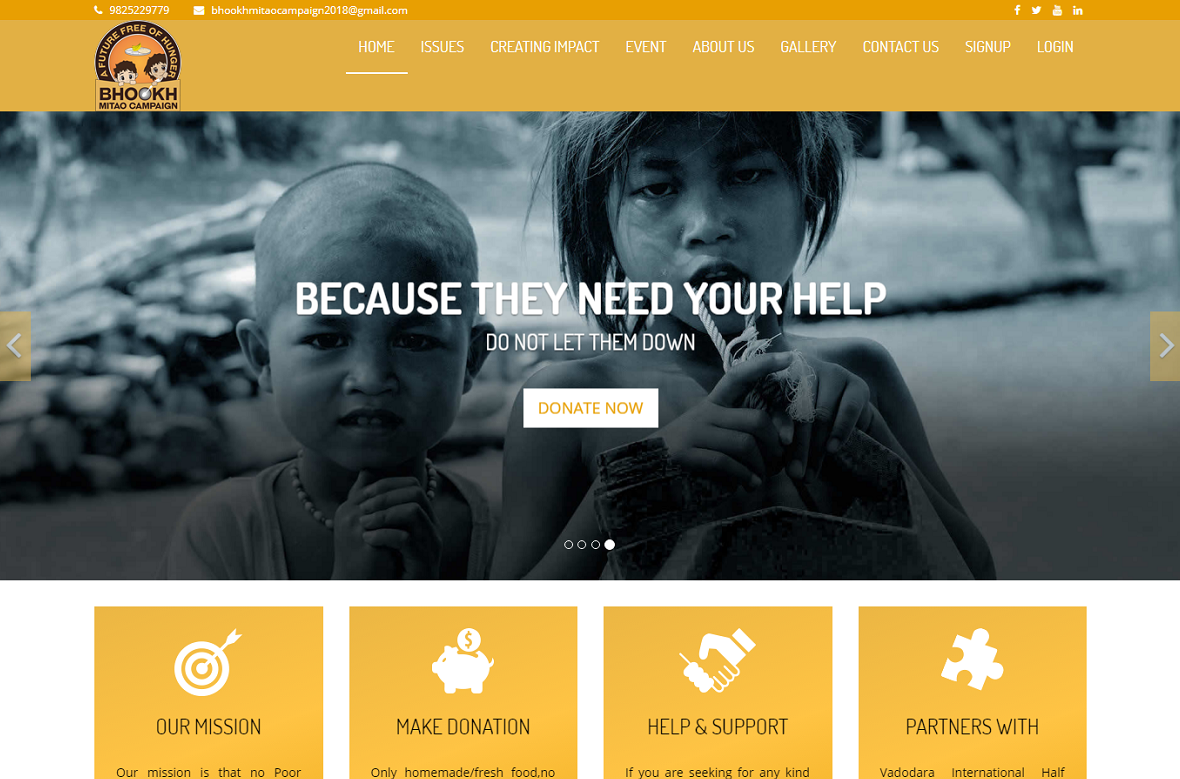 9825229779 bhookhmitaocampaign2018@gmail.com
A FUTURE FREE OF HUNGER
BHOOKH
MITAO CAMPAIGN
HOME ISSUES CREATING IMPACT EVENT ABOUT US GALLERY CONTACT US SIGNUP LOGIN
BECAUSE THEY NEED YOUR HELP
DO NOT LET THEM DOWN
DONATE NOW
OUR MISSION MAKE DONATION HELP & SUPPORT PARTNERS WITH
Our mission is that no Poor Only homemade/fresh food,no If you are seeking for any kind Vadodara International Half